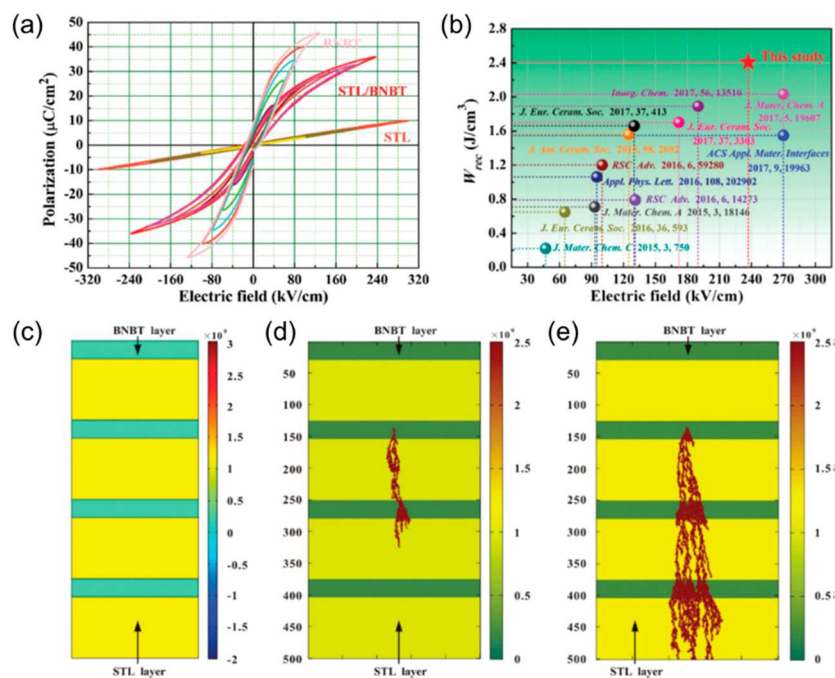 (a)
50
40
30
20
10
0
-10
-20
-30
-40
-50
Polarization (μC/cm²)
BNBT
STL/BNBT
STL
-320
-240
-160
-80
0
80
160
240
320
Electric field (kV/cm)
(b)
2.8
2.4
2.0
1.6
1.2
0.8
0.4
0.0
Wrec (J/cm³)
This study
Inorg. Chem. 2017, 56, 13510
J. Mater. Chem. A
2017, 5, 19607
J. Eur. Ceram. Soc. 2017, 37, 413
J. Eur. Ceram. Soc.
2017, 37, 3303
J. Am. Ceram. Soc. 2015, 98, 2692
ACS Appl. Mater. Interfaces
2017, 9, 19963
RSC Adv. 2016, 6, 59280
Appl. Phys. Lett. 2016, 108, 202902
RSC Adv. 2016, 6, 14273
J. Mater. Chem. A 2015, 3, 18146
J. Eur. Ceram. Soc. 2016, 36, 593
J. Mater. Chem. C 2015, 3, 750
30
60
90
120
150
180
210
240
270
300
Electric field (kV/cm)
(c)
BNBT layer
×10⁹
3
2.5
2
1.5
1
0.5
0
-0.5
-1
-1.5
-2
STL layer
(d)
BNBT layer
×10⁹
50
100
150
200
250
300
350
400
450
500
2.5
2
1.5
1
0.5
0
STL layer
(e)
BNBT layer
50
100
150
200
250
300
350
400
450
500
2.5
2
1.5
1
0.5
0
STL layer